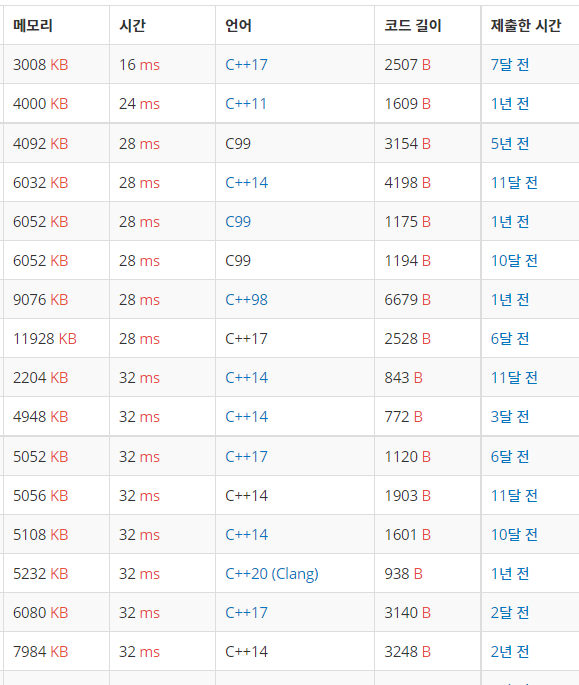 메모리 시간 언어 코드 길이 제출한 시간
3008 KB 16 ms C++17 2507 B 7달 전
4000 KB 24 ms C++11 1609 B 1년 전
4092 KB 28 ms C99 3154 B 5년 전
6032 KB 28 ms C++14 4198 B 11달 전
6052 KB 28 ms C99 1175 B 1년 전
6052 KB 28 ms C99 1194 B 10달 전
9076 KB 28 ms C++98 6679 B 1년 전
11928 KB 28 ms C++17 2528 B 6달 전
2204 KB 32 ms C++14 843 B 11달 전
4948 KB 32 ms C++14 772 B 3달 전
5052 KB 32 ms C++17 1120 B 6달 전
5056 KB 32 ms C++14 1903 B 11달 전
5108 KB 32 ms C++14 1601 B 10달 전
5232 KB 32 ms C++20 (Clang) 938 B 1년 전
6080 KB 32 ms C++17 3140 B 2달 전
7984 KB 32 ms C++14 3248 B 2년 전